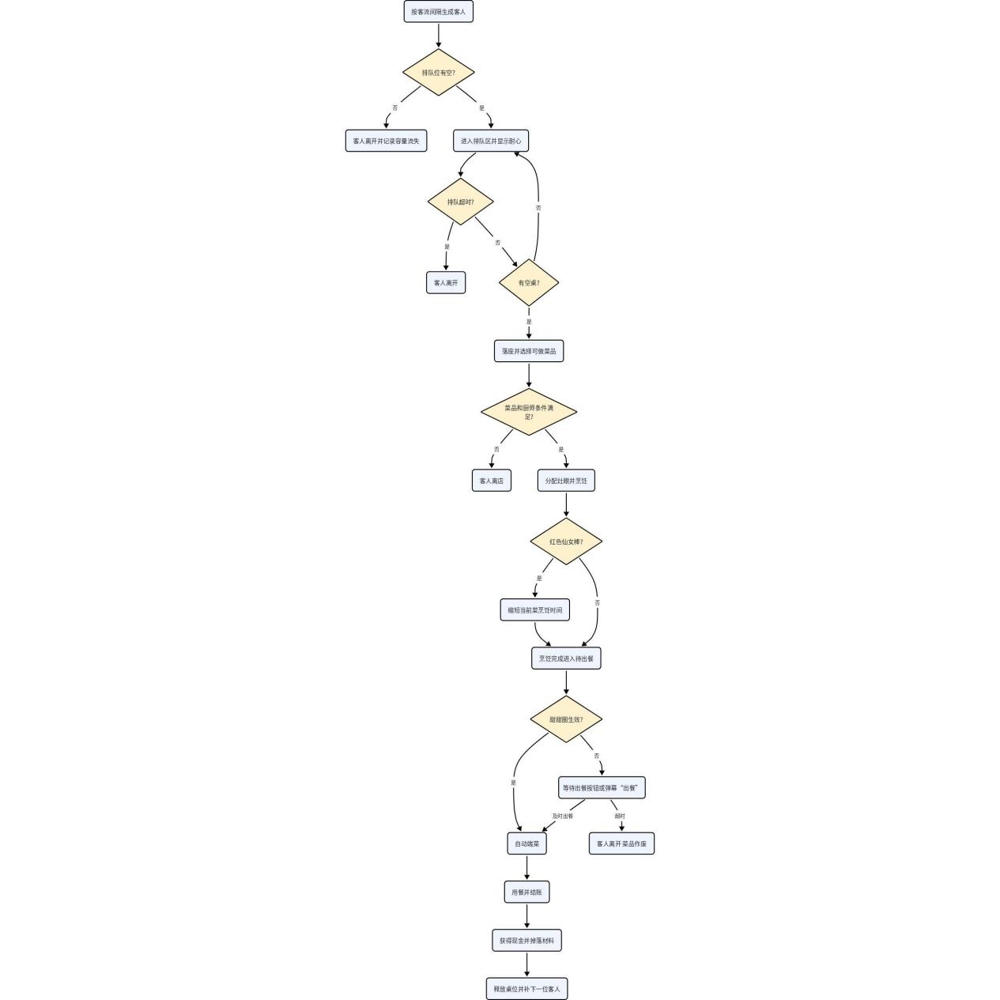 按客流间隔生成客人
排队位有空?
否
是
客人离开并记录容量流失
进入排队区并显示耐心
排队超时?
否
是
否
客人离开
有空桌?
是
落座并选择可做菜品
菜品和厨师条件满
足?
否
是
客人离店
分配灶眼并烹饪
红色仙女棒?
是
否
缩短当前菜烹饪时间
烹饪完成进入待出餐
甜甜圈生效?
否
是
等待出餐按钮或弹幕“出餐”
及时出餐
超时
自动端菜
客人离开 菜品作废
用餐并结账
获得现金并掉落材料
释放桌位并补下一位客人